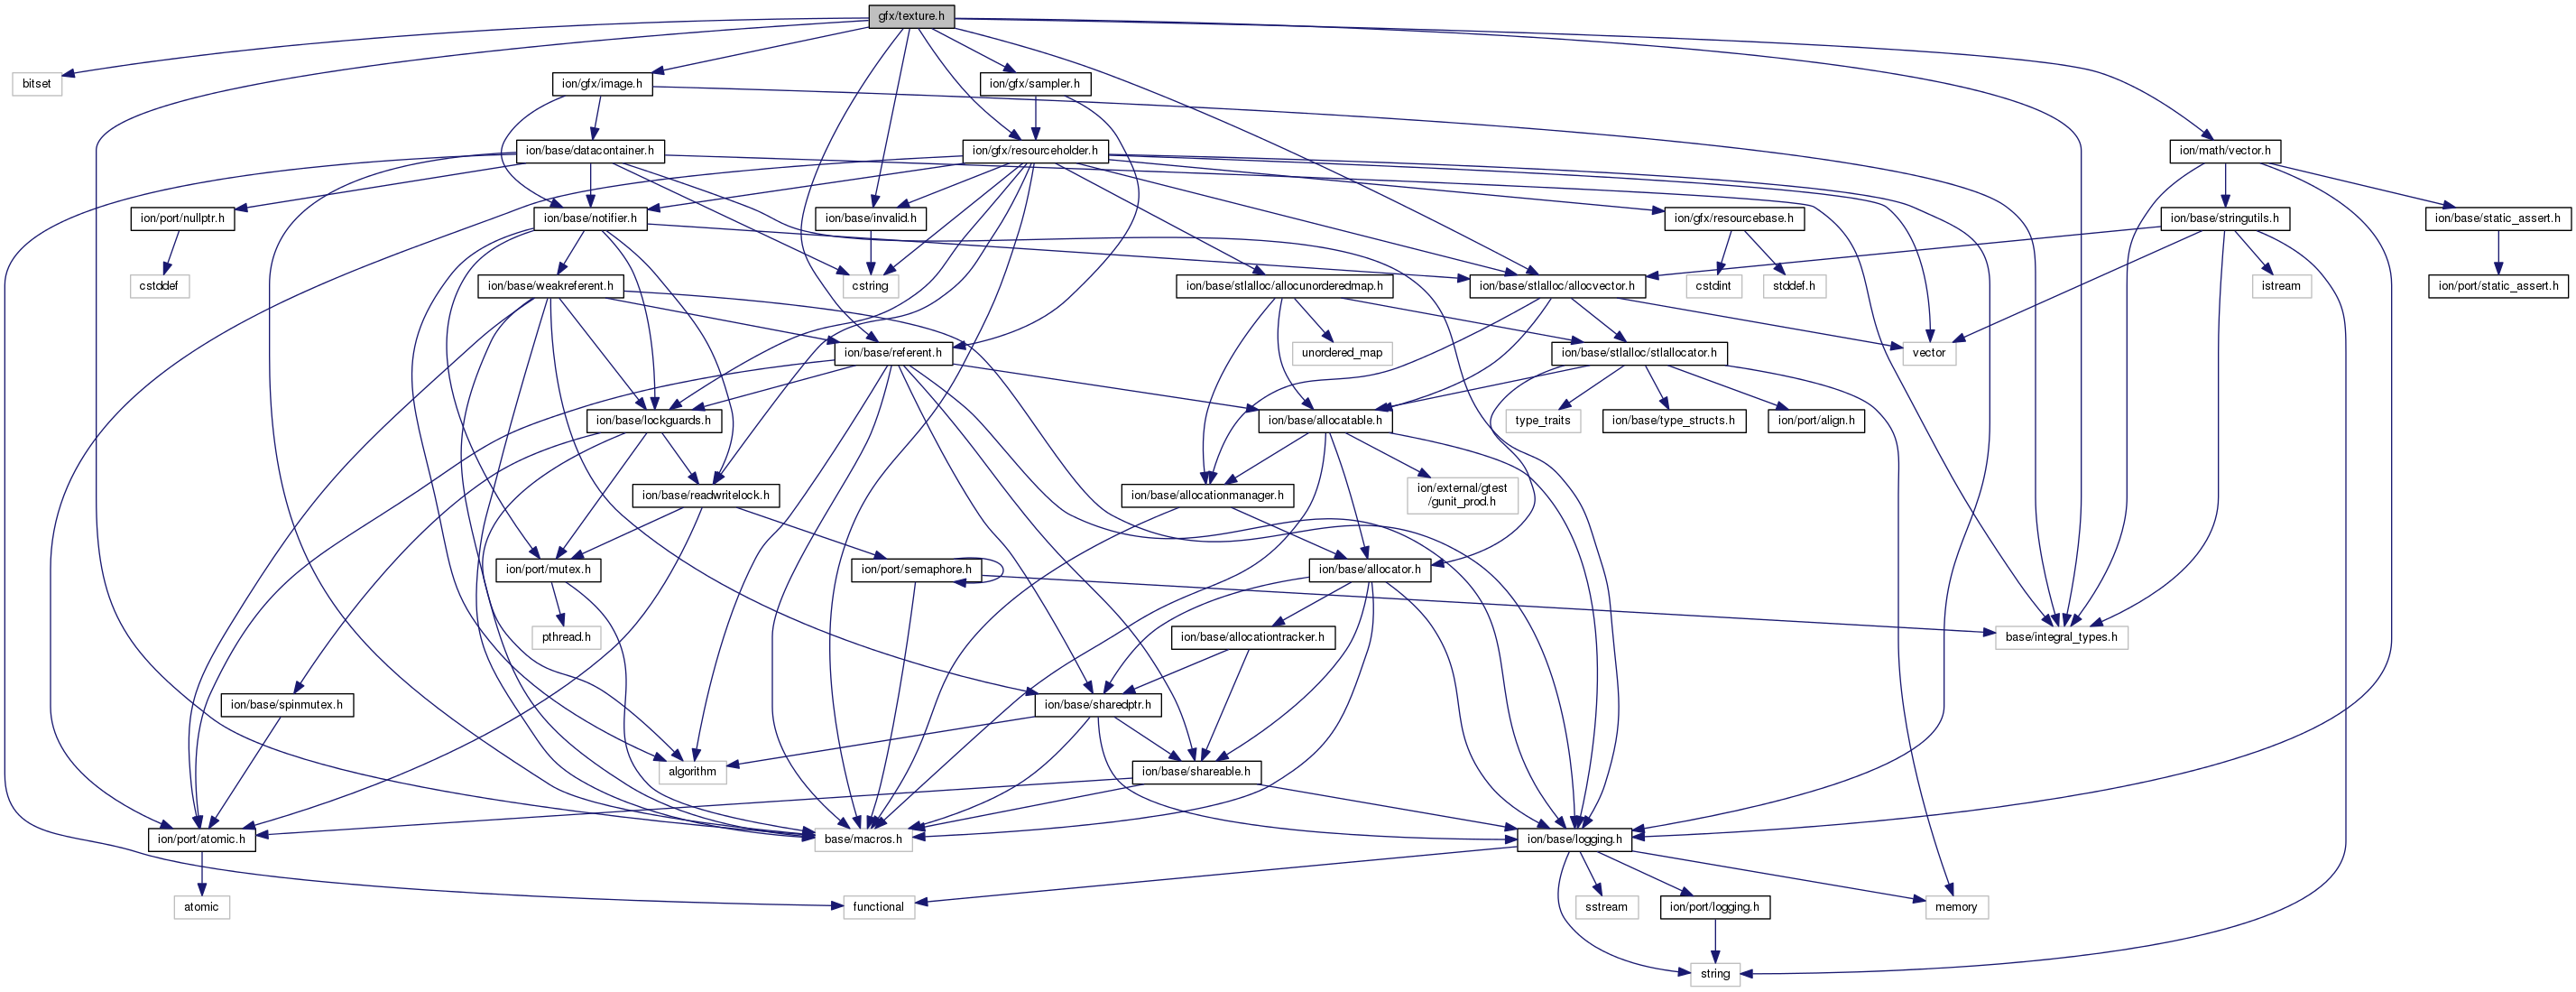 gfx/texture.h
bitset
ion/gfx/image.h
ion/gfx/sampler.h
ion/base/datacontainer.h
ion/gfx/resourceholder.h
ion/math/vector.h
ion/port/nullptr.h
ion/base/notifier.h
ion/base/invalid.h
ion/gfx/resourcebase.h
ion/base/stringutils.h
ion/base/static_assert.h
cstddef
ion/base/weakreferent.h
cstring
ion/base/stlalloc/allocunorderedmap.h
ion/base/stlalloc/allocvector.h
cstdint
stddef.h
istream
ion/port/static_assert.h
ion/base/referent.h
unordered_map
ion/base/stlalloc/stlallocator.h
vector
ion/base/lockguards.h
ion/base/allocatable.h
type_traits
ion/base/type_structs.h
ion/port/align.h
ion/base/readwritelock.h
ion/base/allocationmanager.h
ion/external/gtest
/gunit_prod.h
ion/port/mutex.h
ion/port/semaphore.h
ion/base/allocator.h
pthread.h
ion/base/allocationtracker.h
base/integral_types.h
ion/base/spinmutex.h
ion/base/sharedptr.h
algorithm
ion/base/shareable.h
ion/port/atomic.h
base/macros.h
ion/base/logging.h
atomic
functional
sstream
ion/port/logging.h
memory
string